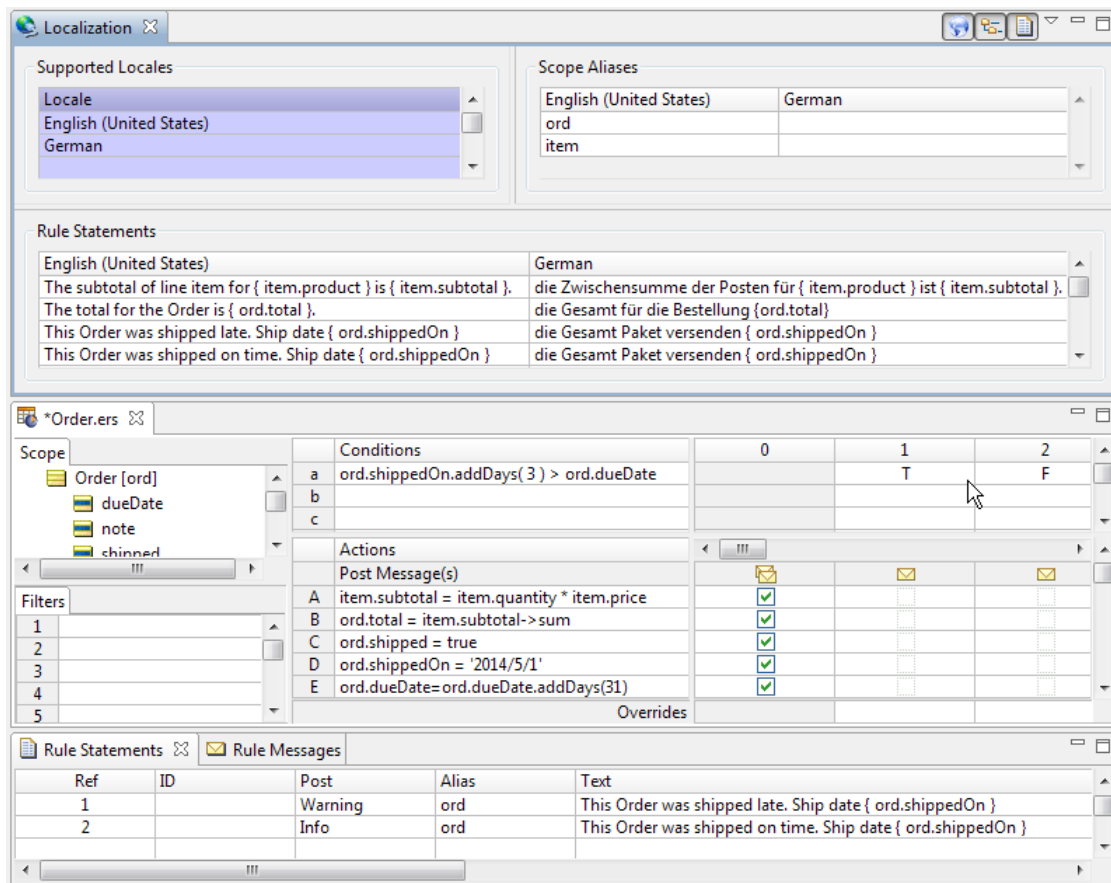 Localization
Supported Locales
Locale
English (United States)
German
Scope Aliases
English (United States) German
ord
item
Rule Statements
English (United States) German
The subtotal of line item for { item.product } is { item.subtotal }. die Zwischensumme der Posten für { item.product } ist { item.subtotal }.
The total for the Order is { ord.total }. die Gesamt für die Bestellung {ord.total}
This Order was shipped late. Ship date { ord.shippedOn } die Gesamt Paket versenden { ord.shippedOn }
This Order was shipped on time. Ship date { ord.shippedOn } die Gesamt Paket versenden { ord.shippedOn }
*Order.ers
Scope
Order [ord]
dueDate
note
shipped
Filters
1
2
3
4
5
Conditions 0 1 2
a ord.shippedOn.addDays( 3 ) > ord.dueDate T F
b
c
Actions
Post Message(s)
A item.subtotal = item.quantity * item.price
B ord.total = item.subtotal->sum
C ord.shipped = true
D ord.shippedOn = '2014/5/1'
E ord.dueDate=ord.dueDate.addDays(31)
Overrides
Rule Statements Rule Messages
Ref ID Post Alias Text
1 Warning ord This Order was shipped late. Ship date { ord.shippedOn }
2 Info ord This Order was shipped on time. Ship date { ord.shippedOn }